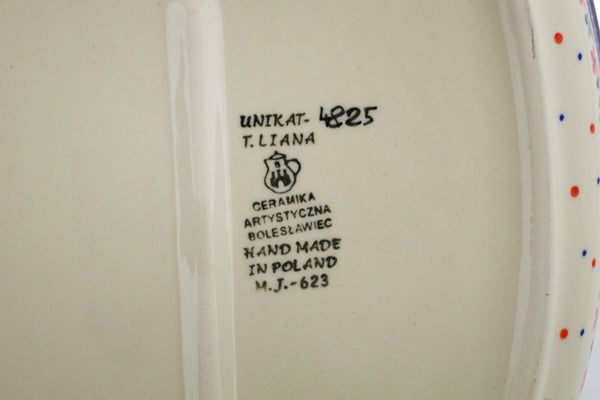 UNIKAT- 4825
T. LIANA
B
CERAMIKA
ARTYSTYCZNA
BOLESŁAWIEC
HAND MADE
IN POLAND
M.J.-623